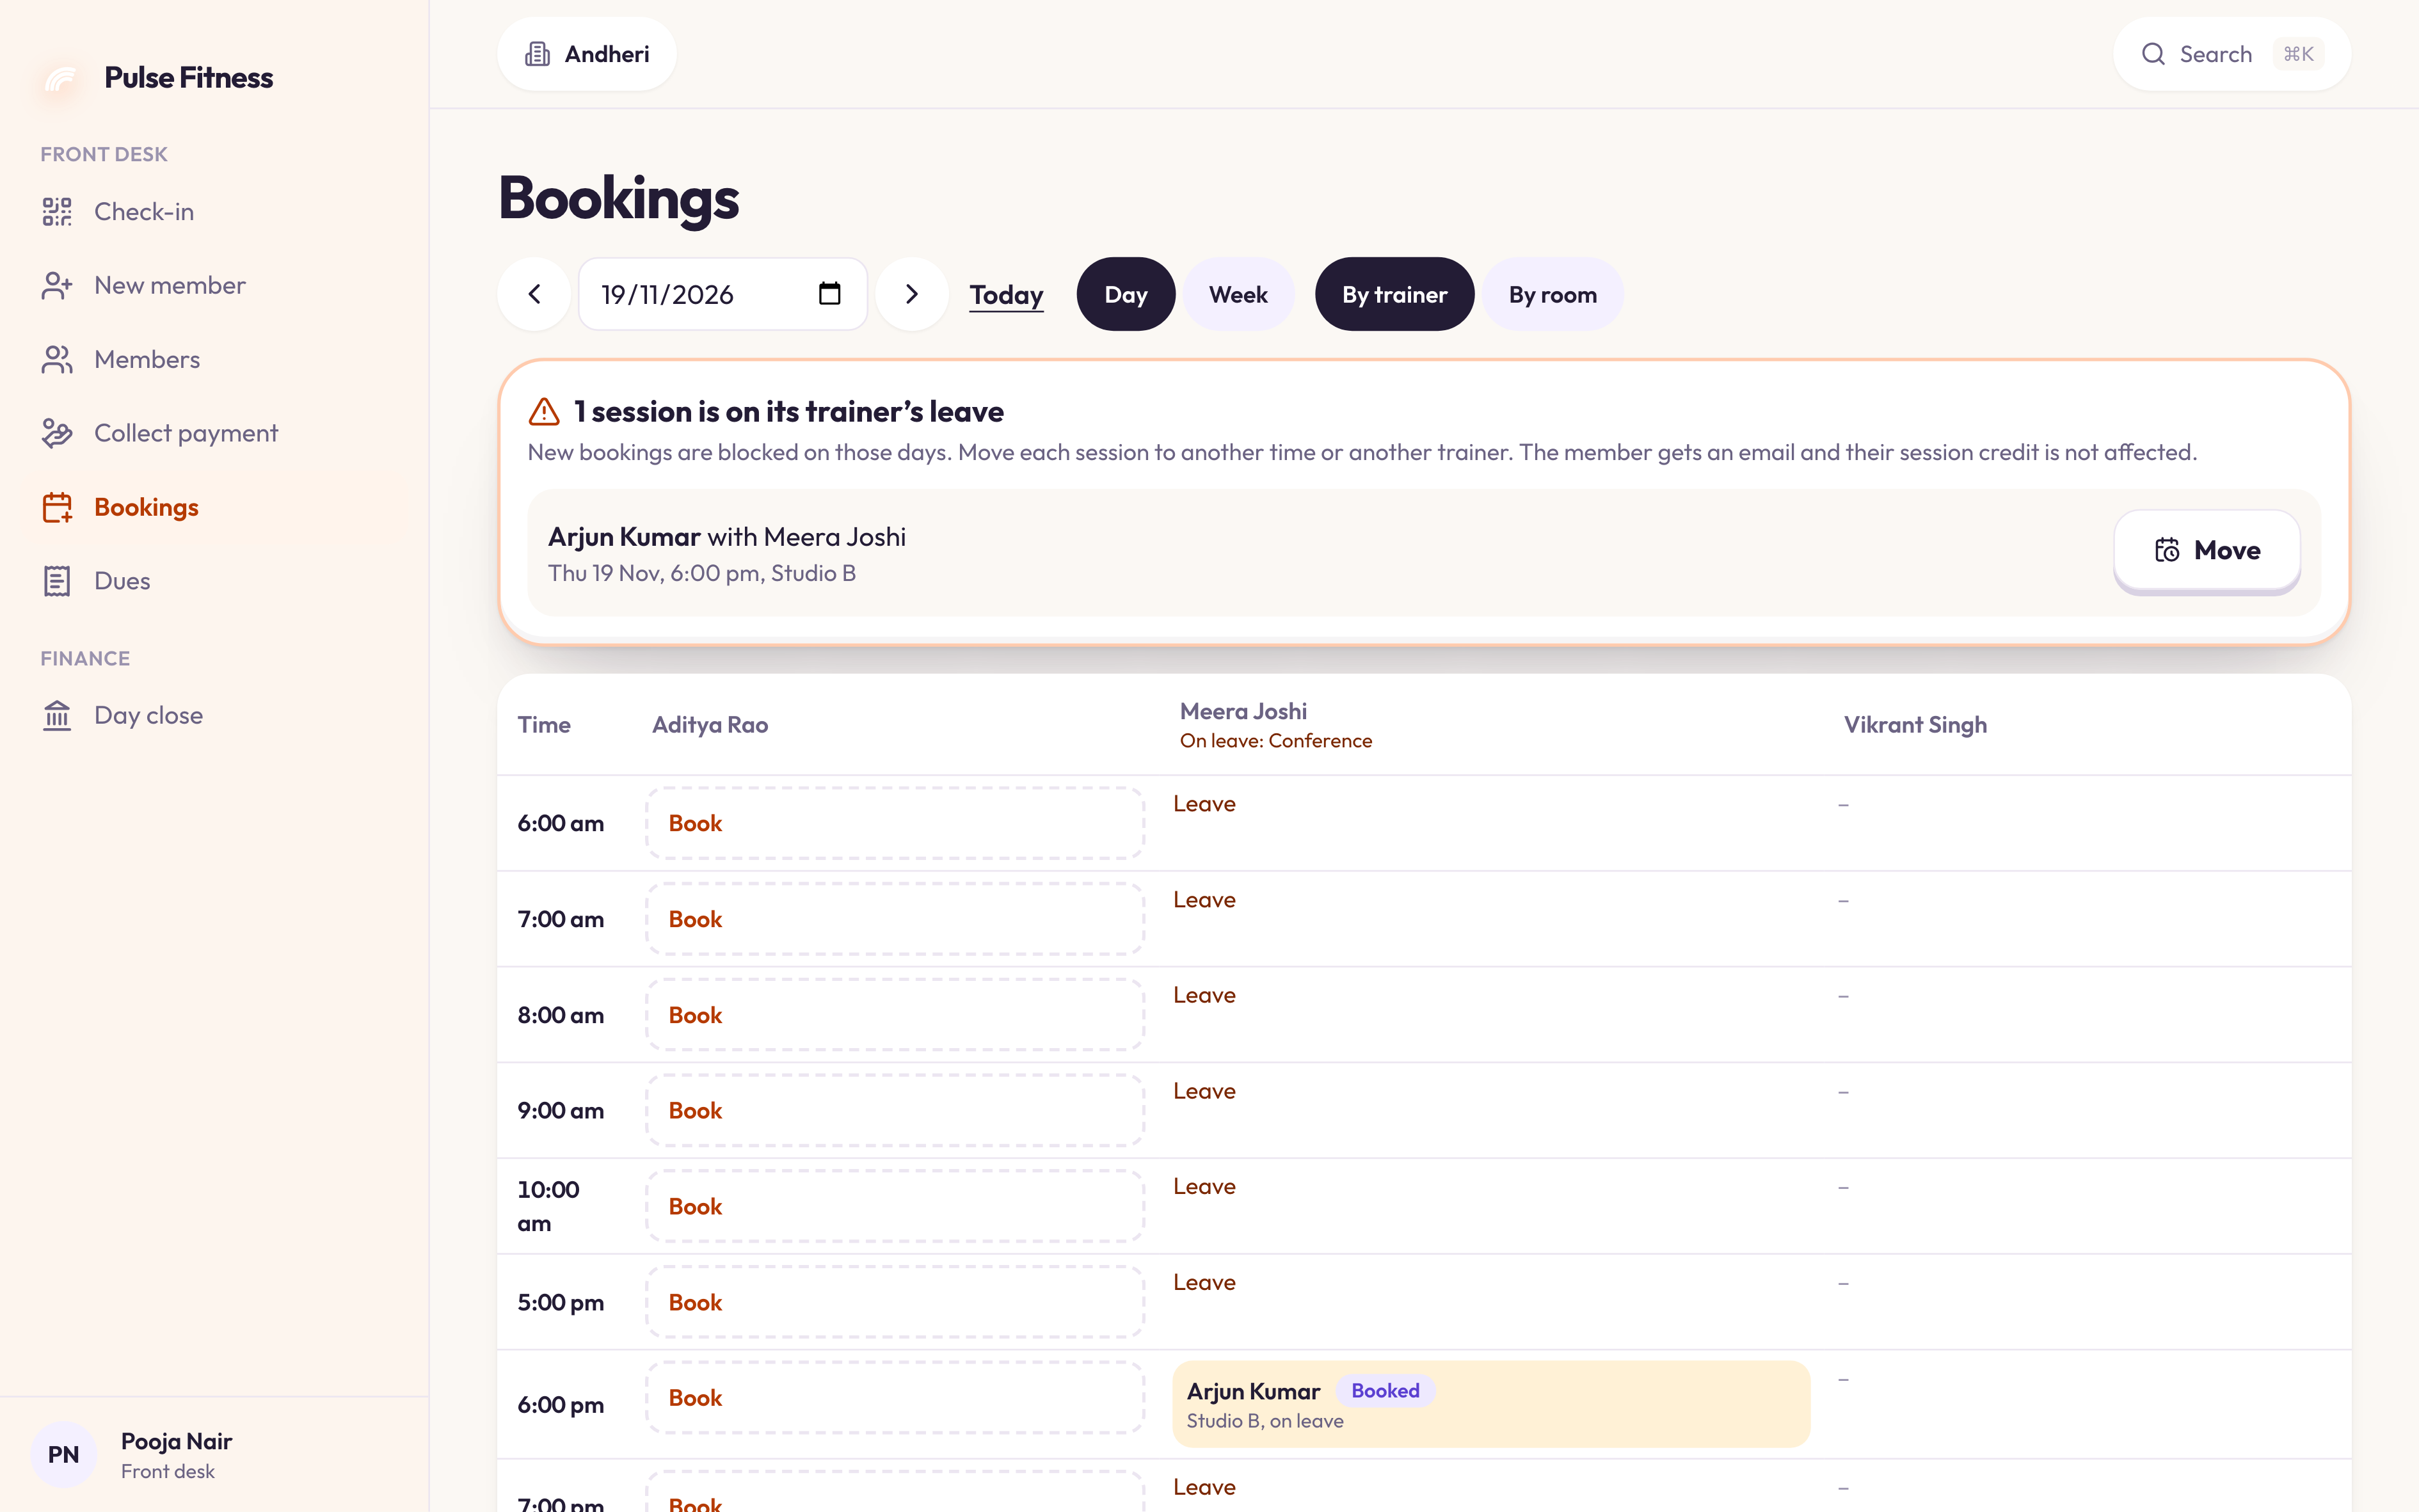 Pulse Fitness
FRONT DESK
Check-in
New member
Members
Collect payment
Bookings
Dues
FINANCE
Day close
PN
Pooja Nair
Front desk
Andheri
Search ⌘K
Bookings
19/11/2026
Today
Day
Week
By trainer
By room
1 session is on its trainer’s leave
New bookings are blocked on those days. Move each session to another time or another trainer. The member gets an email and their session credit is not affected.
Arjun Kumar with Meera Joshi
Thu 19 Nov, 6:00 pm, Studio B
Move
Time
Aditya Rao
Meera Joshi
On leave: Conference
Vikrant Singh
6:00 am
Book
Leave
–
7:00 am
Book
Leave
–
8:00 am
Book
Leave
–
9:00 am
Book
Leave
–
10:00
am
Book
Leave
–
5:00 pm
Book
Leave
–
6:00 pm
Book
Arjun Kumar Booked
Studio B, on leave
–
7:00 pm
Book
Leave
–